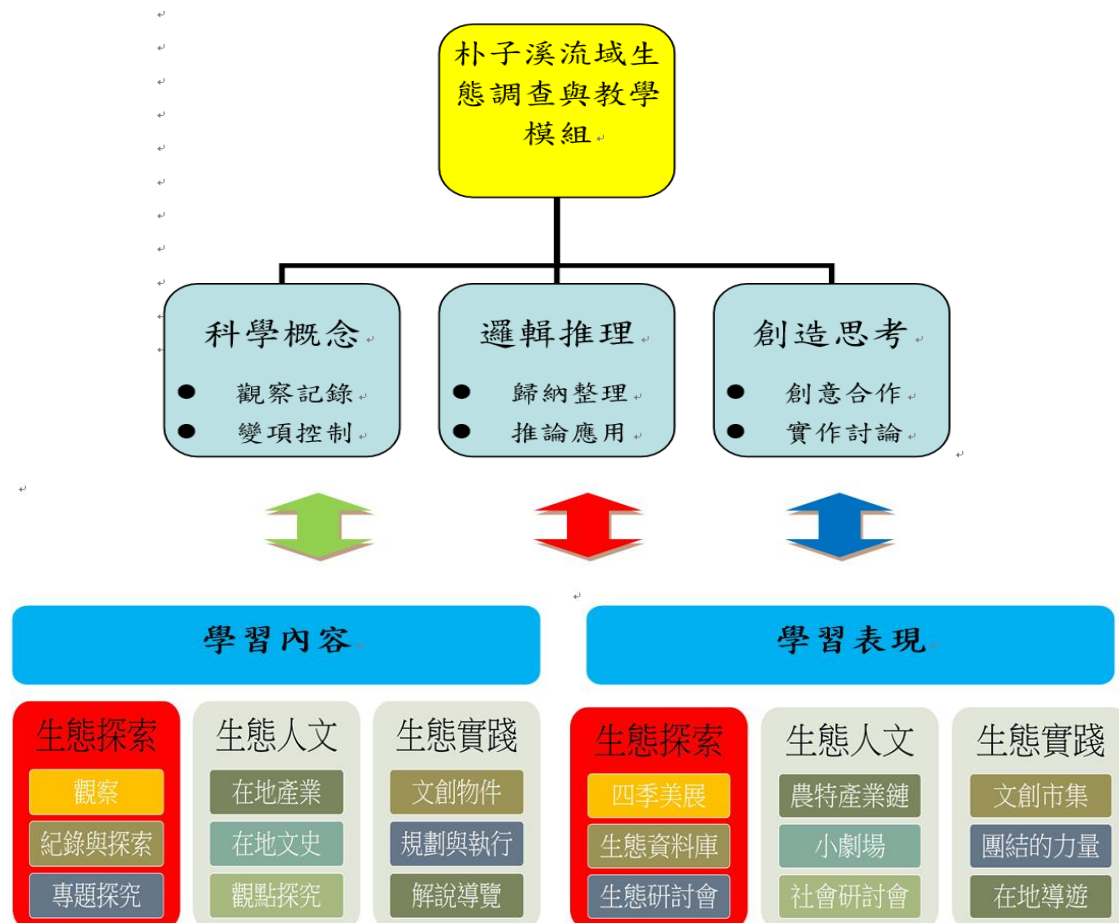 朴子溪流域生
態調查與教學
模組
科學概念
● 觀察記錄
● 變項控制
邏輯推理
● 歸納整理
● 推論應用
創造思考
● 創意合作
● 實作討論
學習內容
生態探索
觀察
紀錄與探索
專題探究
生態人文
在地產業
在地文史
觀點探究
生態實踐
文創物件
規劃與執行
解說導覽
學習表現
生態探索
四季美展
生態資料庫
生態研討會
生態人文
農特產業鏈
小劇場
社會研討會
生態實踐
文創市集
團結的力量
在地導遊